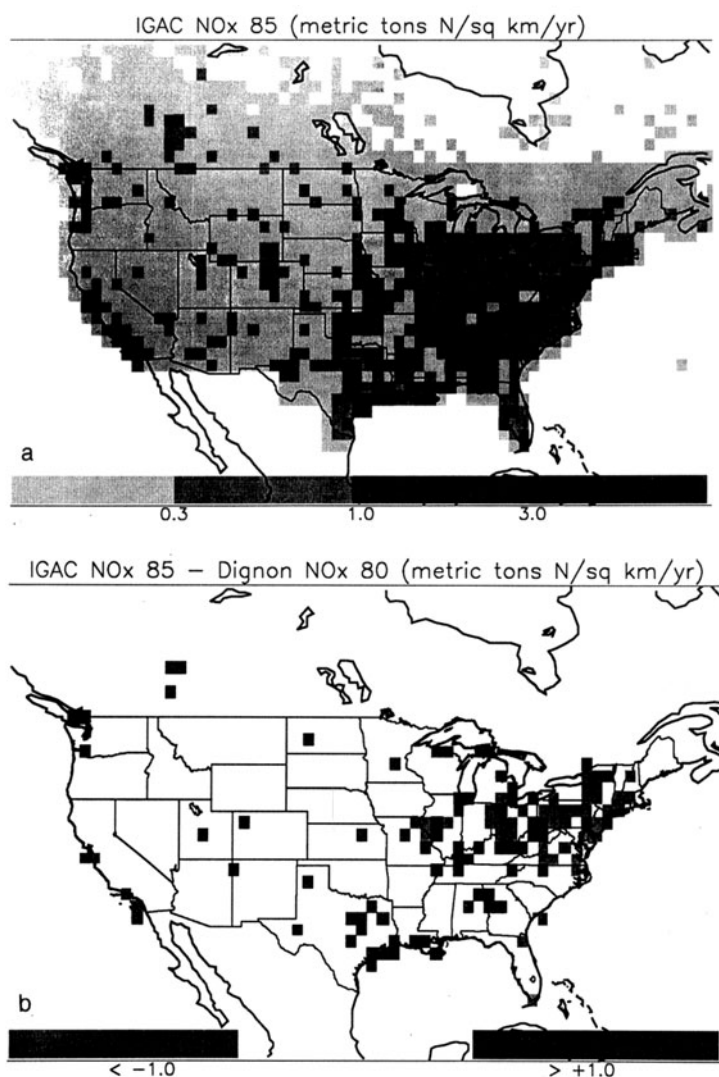 IGAC NOx 85 (metric tons N/sq km/yr)
a
0.3 1.0 3.0
IGAC NOx 85 – Dignon NOx 80 (metric tons N/sq km/yr)
b
< -1.0 > +1.0